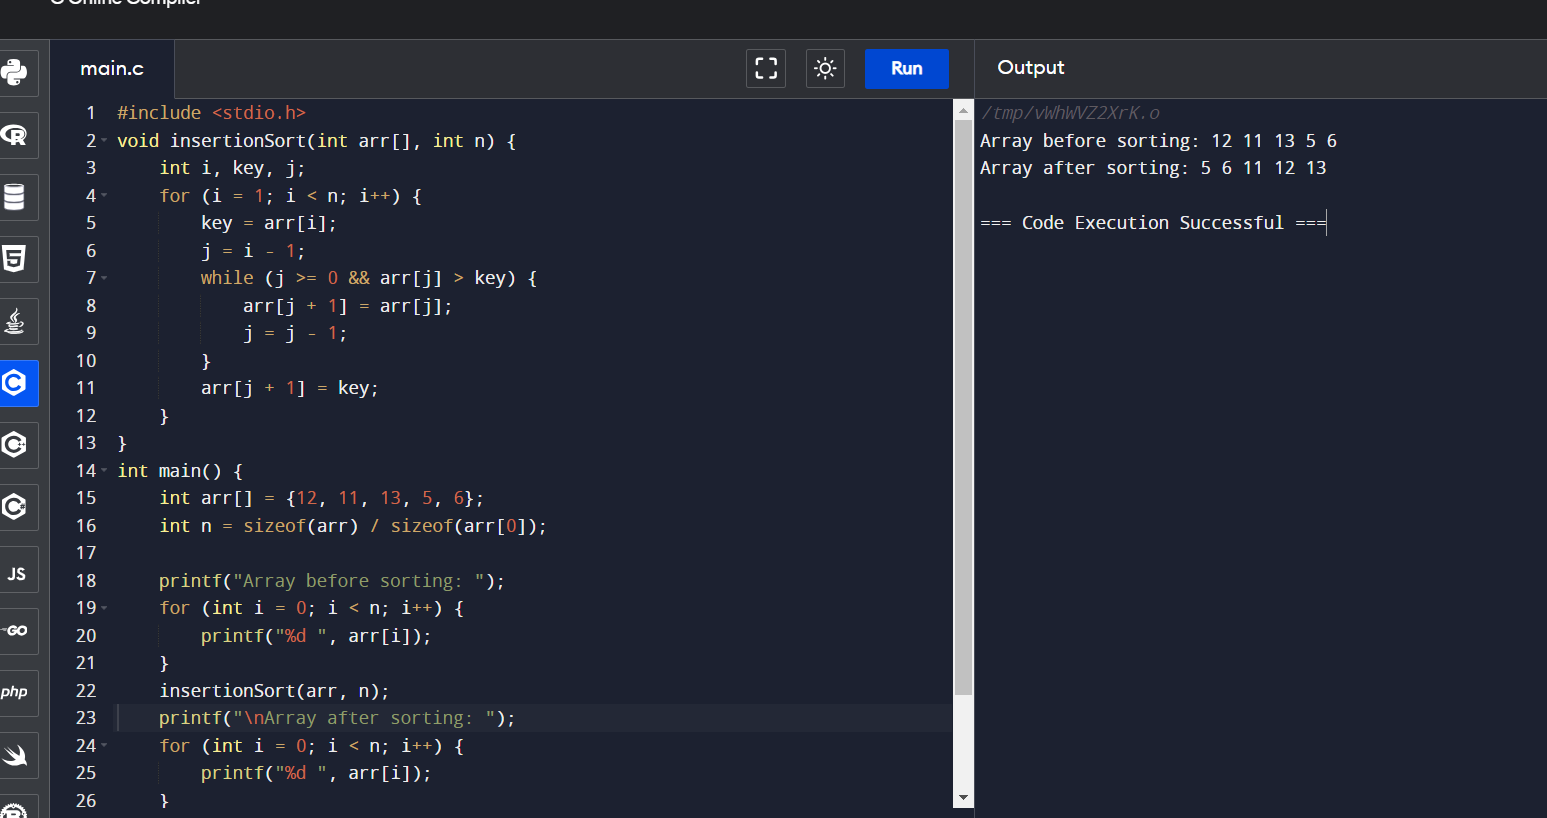 C Online Compiler
main.c
Run
Output
1 #include <stdio.h>
2 void insertionSort(int arr[], int n) {
3     int i, key, j;
4     for (i = 1; i < n; i++) {
5         key = arr[i];
6         j = i - 1;
7         while (j >= 0 && arr[j] > key) {
8             arr[j + 1] = arr[j];
9             j = j - 1;
10         }
11         arr[j + 1] = key;
12     }
13 }
14 int main() {
15     int arr[] = {12, 11, 13, 5, 6};
16     int n = sizeof(arr) / sizeof(arr[0]);
17
18     printf("Array before sorting: ");
19     for (int i = 0; i < n; i++) {
20         printf("%d ", arr[i]);
21     }
22     insertionSort(arr, n);
23     printf("\nArray after sorting: ");
24     for (int i = 0; i < n; i++) {
25         printf("%d ", arr[i]);
26     }
/tmp/vWhWVZ2XrK.o
Array before sorting: 12 11 13 5 6
Array after sorting: 5 6 11 12 13
=== Code Execution Successful ===
JS
GO
php